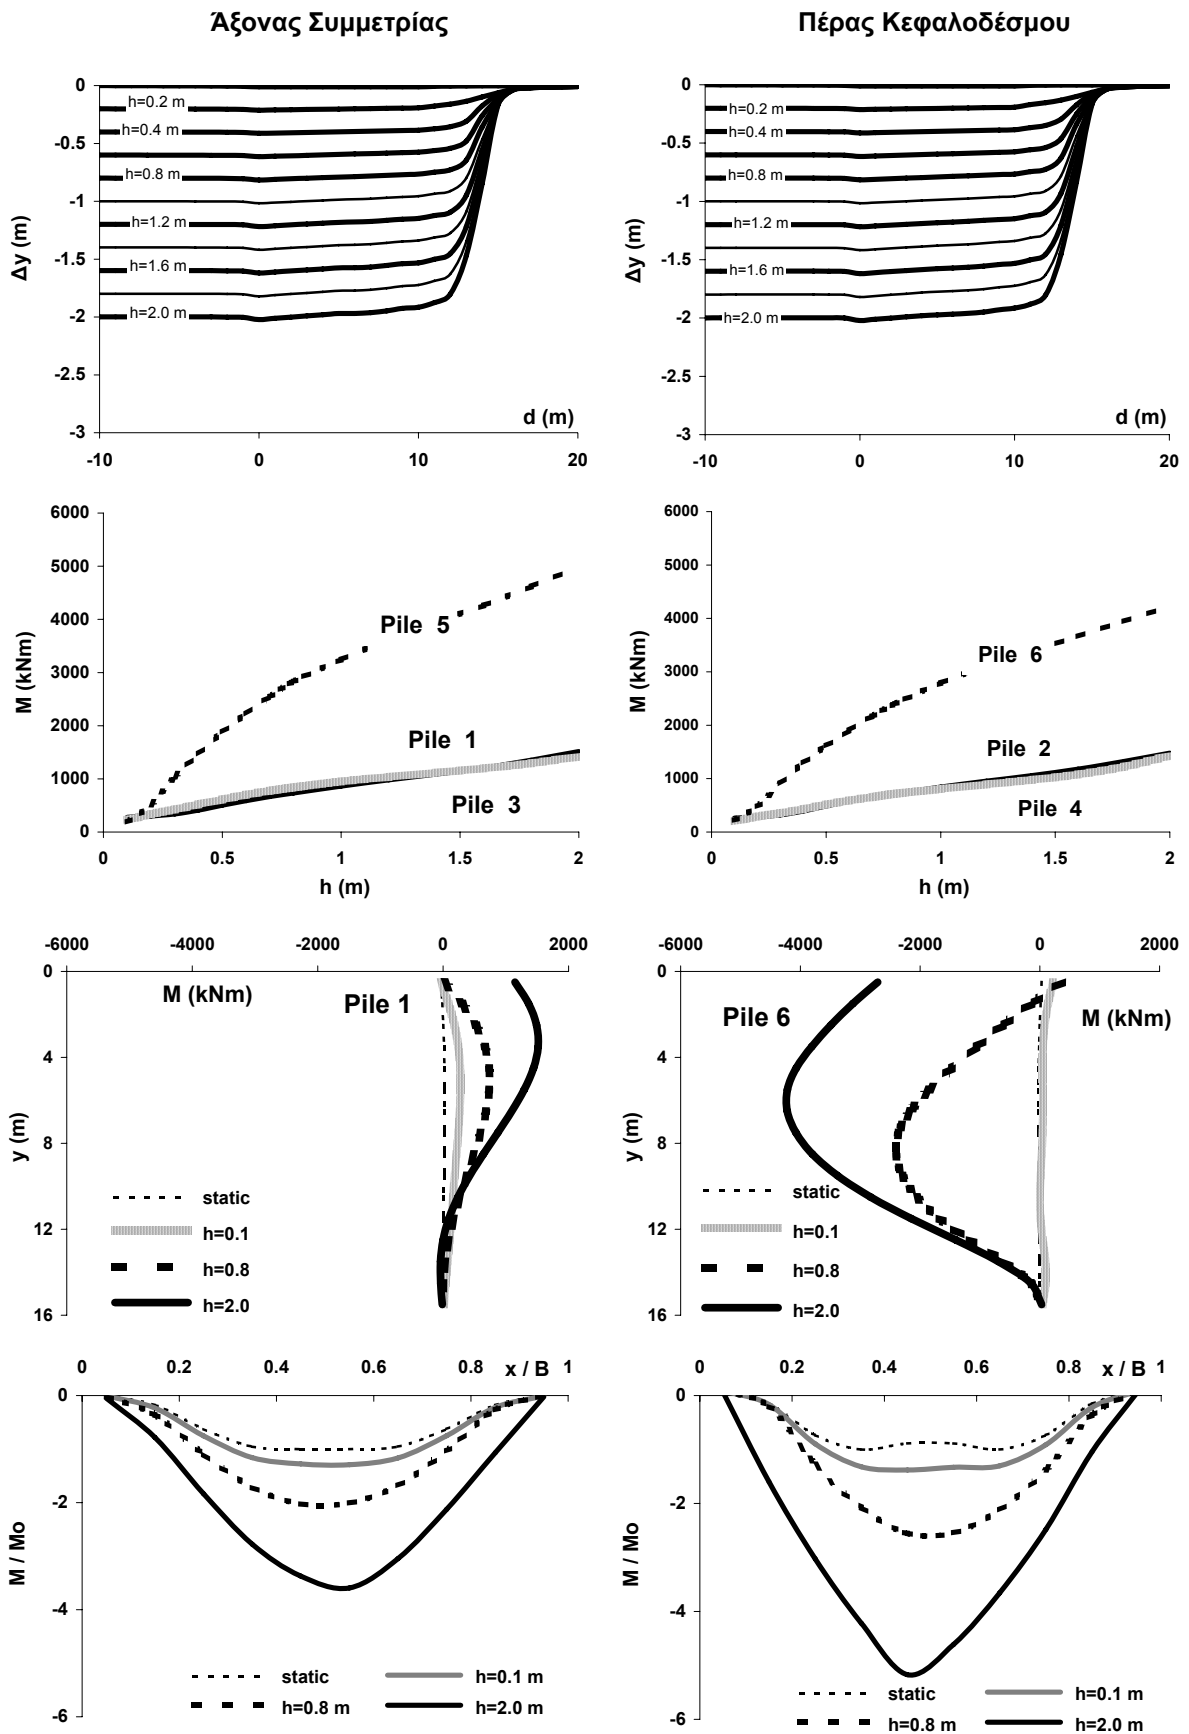 Άξονας Συμμετρίας
Πέρας Κεφαλοδέσμου
0
-0.5
-1
-1.5
-2
-2.5
-3
Δy (m)
h=0.2 m
h=0.4 m
h=0.8 m
h=1.2 m
h=1.6 m
h=2.0 m
d (m)
-10
0
10
20
0
-0.5
-1
-1.5
-2
-2.5
-3
Δy (m)
h=0.2 m
h=0.4 m
h=0.8 m
h=1.2 m
h=1.6 m
h=2.0 m
d (m)
-10
0
10
20
6000
5000
4000
3000
2000
1000
0
M (kNm)
Pile 5
Pile 1
Pile 3
0
0.5
1
1.5
2
h (m)
6000
5000
4000
3000
2000
1000
0
M (kNm)
Pile 6
Pile 2
Pile 4
0
0.5
1
1.5
2
h (m)
-6000
-4000
-2000
0
2000
0
4
8
12
16
y (m)
M (kNm)
Pile 1
static
h=0.1
h=0.8
h=2.0
-6000
-4000
-2000
0
2000
0
4
8
12
16
y (m)
Pile 6
M (kNm)
static
h=0.1
h=0.8
h=2.0
0
0.2
0.4
0.6
0.8
x / B
1
0
-2
-4
-6
M / Mo
static
h=0.1 m
h=0.8 m
h=2.0 m
0
0.2
0.4
0.6
0.8
x / B
1
0
-2
-4
-6
M / Mo
static
h=0.1 m
h=0.8 m
h=2.0 m